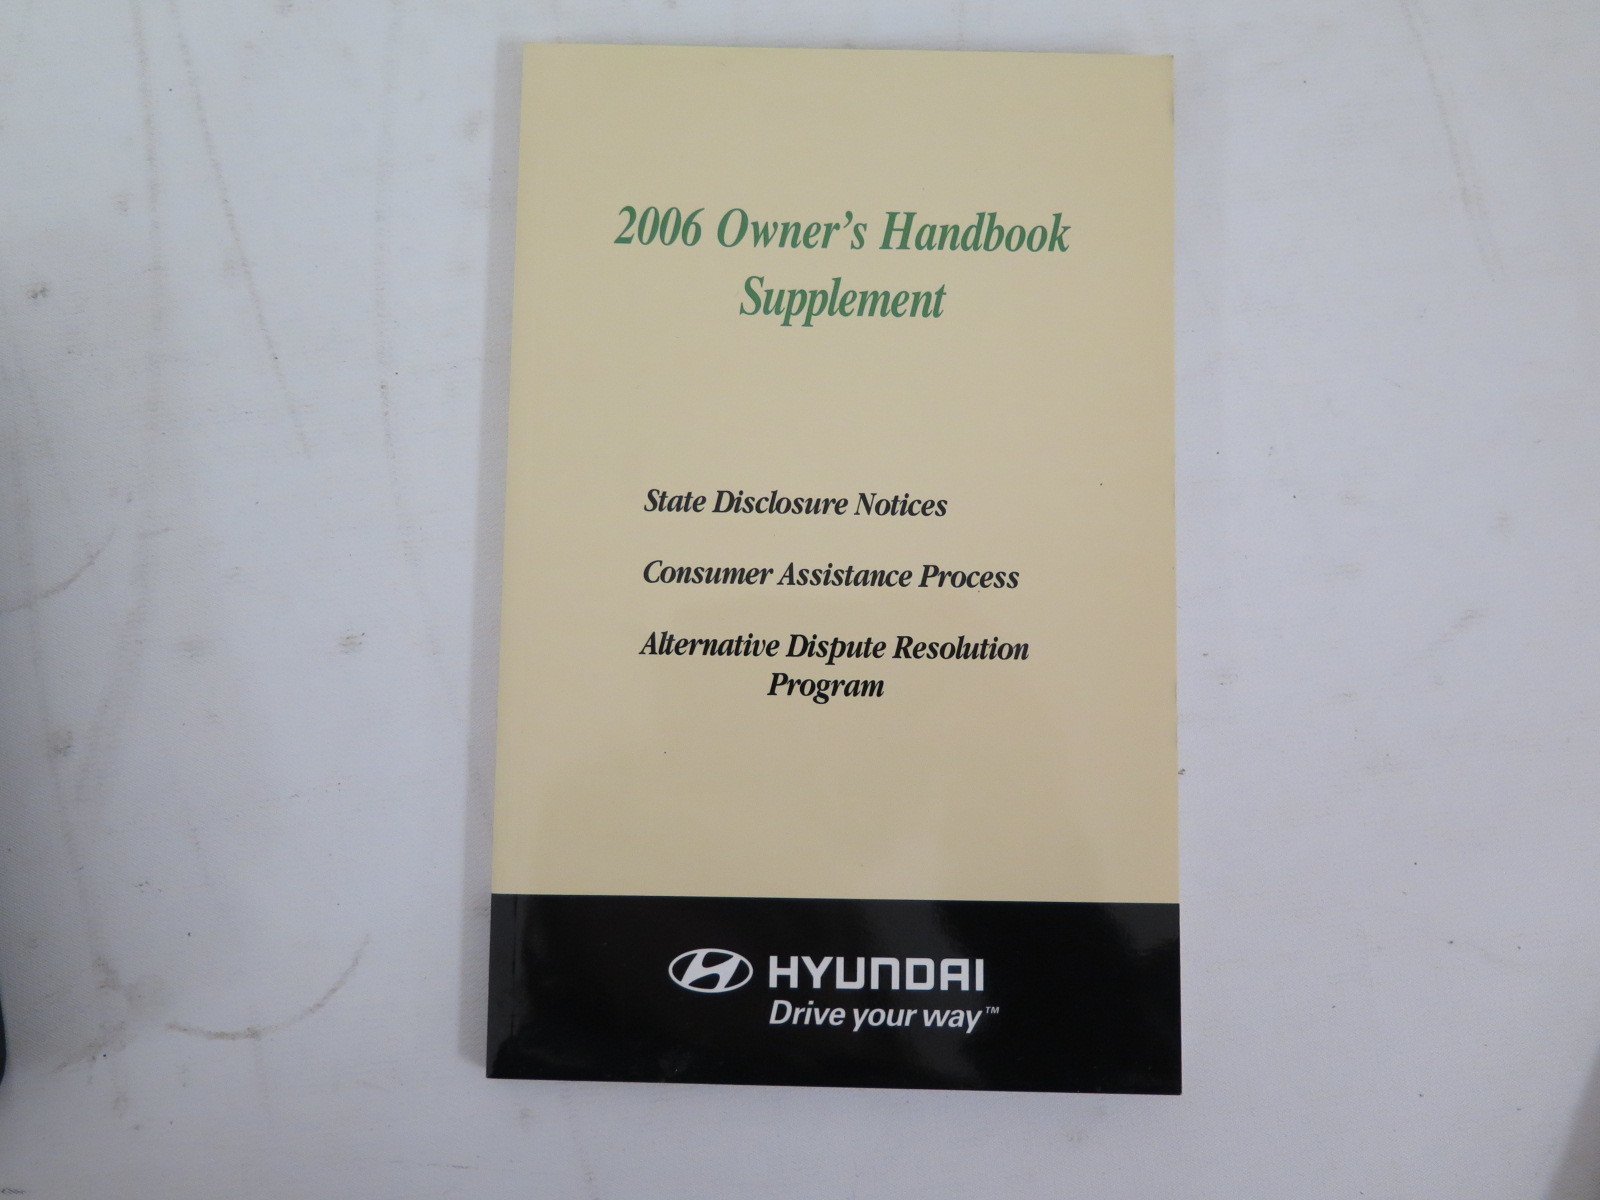 2006 Owner's Handbook
Supplement
State Disclosure Notices
Consumer Assistance Process
Alternative Dispute Resolution
Program
HYUNDAI
Drive your way™